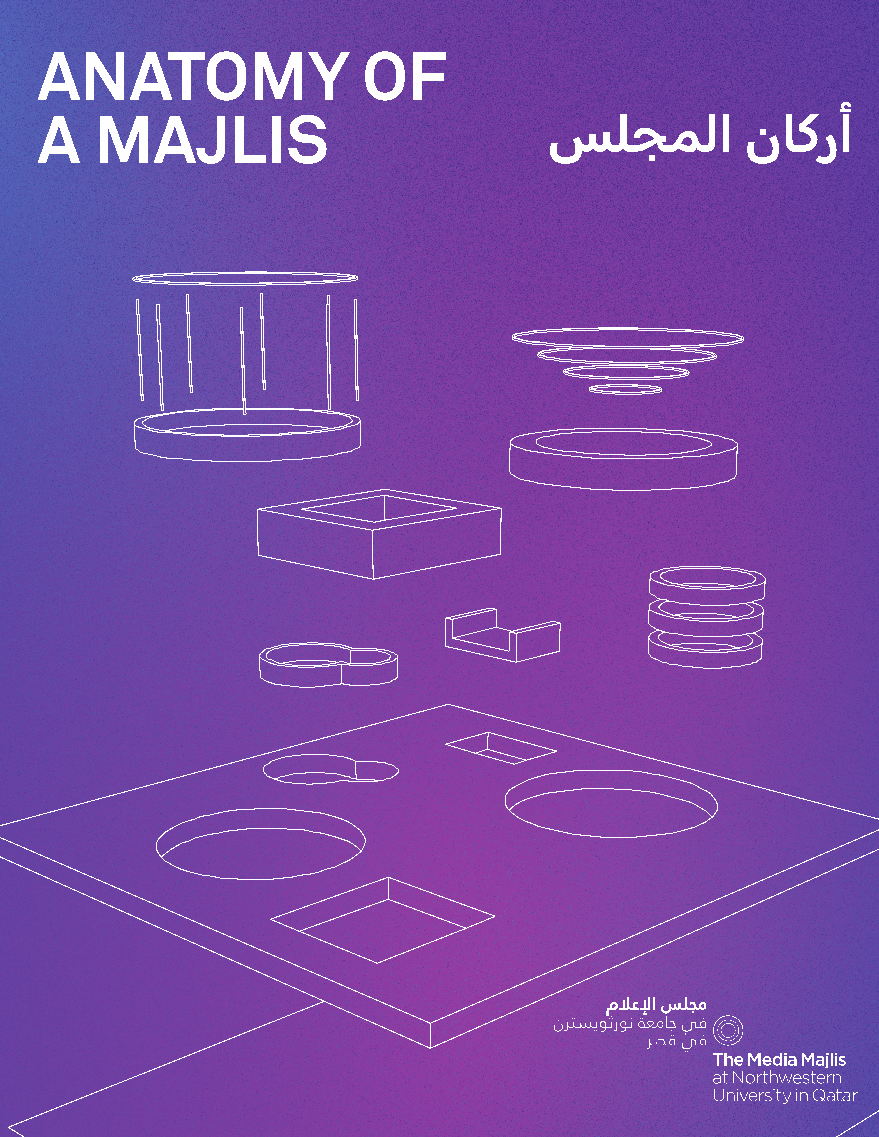 ANATOMY OF
A MAJLIS
أركان المجلس
مجلس الإعلام
في جامعة نورثويسترن
في قطر
The Media Majlis
at Northwestern
University in Qatar